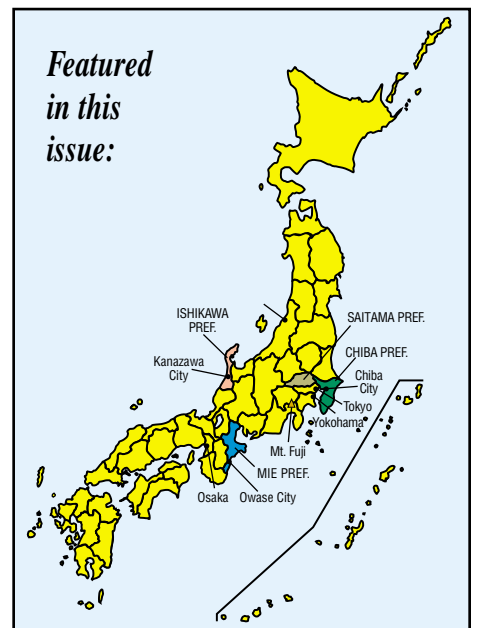 Featured
in this
issue:
ISHIKAWA
PREF.
Kanazawa
City
SAITAMA PREF.
CHIBA PREF.
Chiba
City
Tokyo
Yokohama
Mt. Fuji
MIE PREF.
Osaka
Owase City